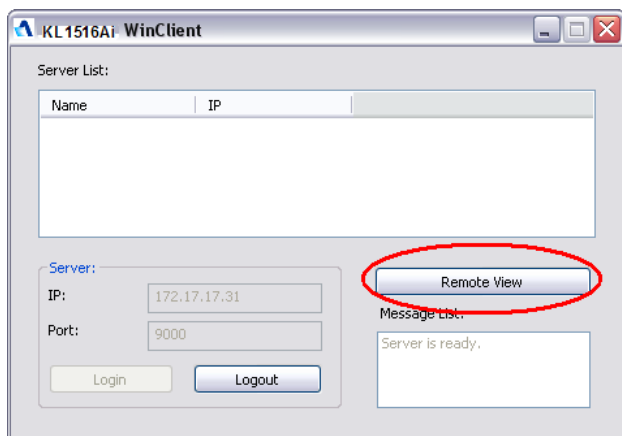 KL1516Ai WinClient
Server List:
Name IP
Server:
IP: 172.17.17.31
Port: 9000
Login Logout
Remote View
Message List:
Server is ready.